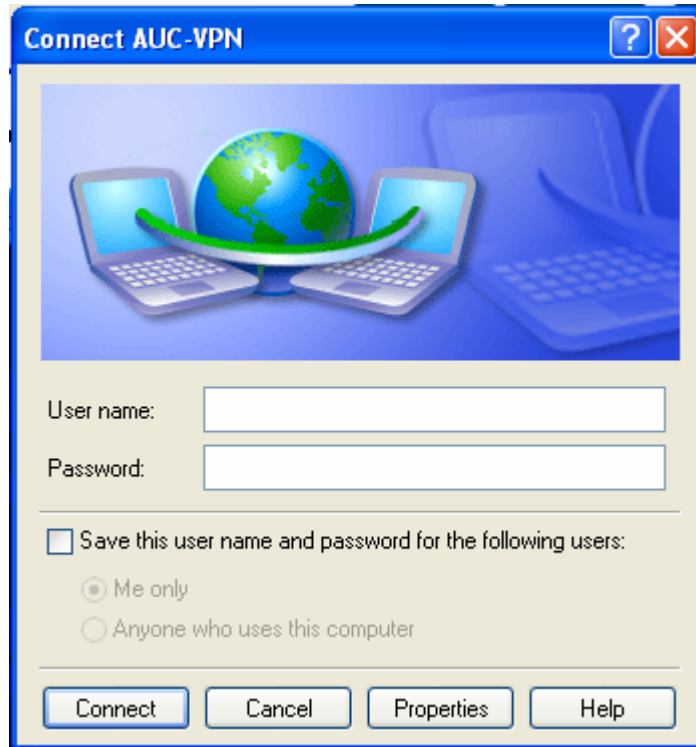 Connect AUC-VPN
User name:
Password:
Save this user name and password for the following users:
Me only
Anyone who uses this computer
Connect Cancel Properties Help